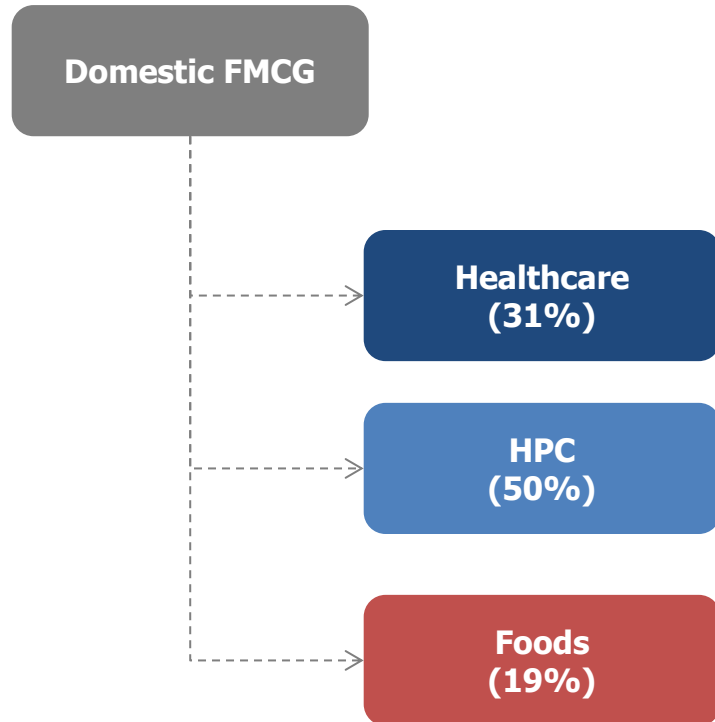 Domestic FMCG
Healthcare
(31%)
HPC
(50%)
Foods
(19%)